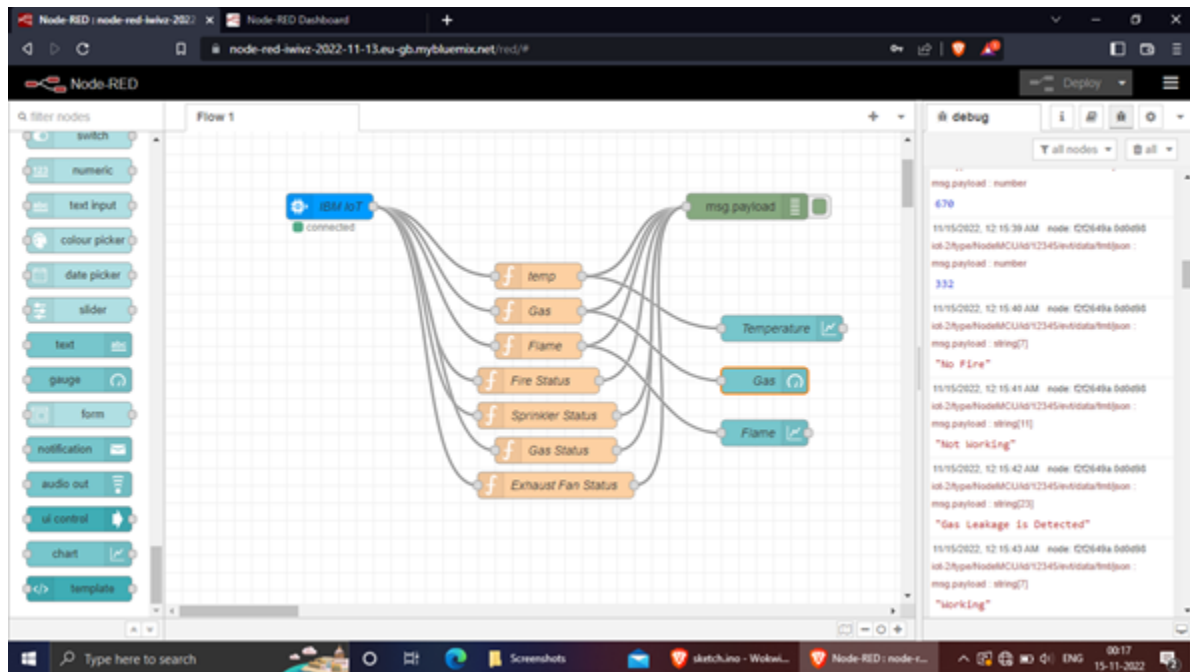 Node-RED : node-red-iwivz-2022 Node-RED Dashboard
node-red-iwivz-2022-11-13.eu-gb.mybluemix.net/red/#
Node-RED Deploy
filter nodes
Flow 1
debug
all nodes
all
switch
numeric
text input
colour picker
date picker
slider
text
gauge
form
notification
audio out
ui control
chart
template
IBM IoT
connected
temp
Gas
Flame
Fire Status
Sprinkler Status
Gas Status
Exhaust Fan Status
msg.payload
Temperature
Gas
Flame
msg.payload : number
670
11/15/2022, 12:15:39 AM node:
iot-2/type/NodeMCU/id/12345/evt/data/fmt/json :
msg.payload : number
332
11/15/2022, 12:15:40 AM node:
iot-2/type/NodeMCU/id/12345/evt/data/fmt/json :
msg.payload : string[7]
"No Fire"
11/15/2022, 12:15:41 AM node:
iot-2/type/NodeMCU/id/12345/evt/data/fmt/json :
msg.payload : string[11]
"Not Working"
11/15/2022, 12:15:42 AM node:
iot-2/type/NodeMCU/id/12345/evt/data/fmt/json :
msg.payload : string[23]
"Gas Leakage is Detected"
11/15/2022, 12:15:43 AM node:
iot-2/type/NodeMCU/id/12345/evt/data/fmt/json :
msg.payload : string[7]
"Working"
Type here to search
Screenshots
sketch.ino - Wokwi...
Node-RED : node-r...
ENG
00:17
15-11-2022